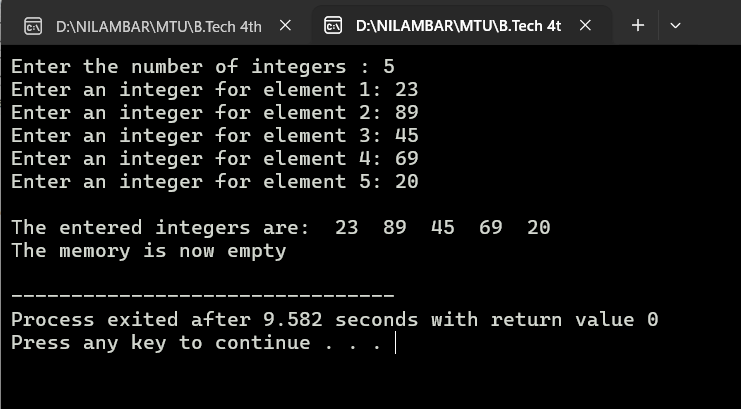 D:\NILAMBAR\MTU\B.Tech 4th
D:\NILAMBAR\MTU\B.Tech 4t
Enter the number of integers : 5
Enter an integer for element 1: 23
Enter an integer for element 2: 89
Enter an integer for element 3: 45
Enter an integer for element 4: 69
Enter an integer for element 5: 20
The entered integers are:  23  89  45  69  20
The memory is now empty
--------------------------------
Process exited after 9.582 seconds with return value 0
Press any key to continue . . .